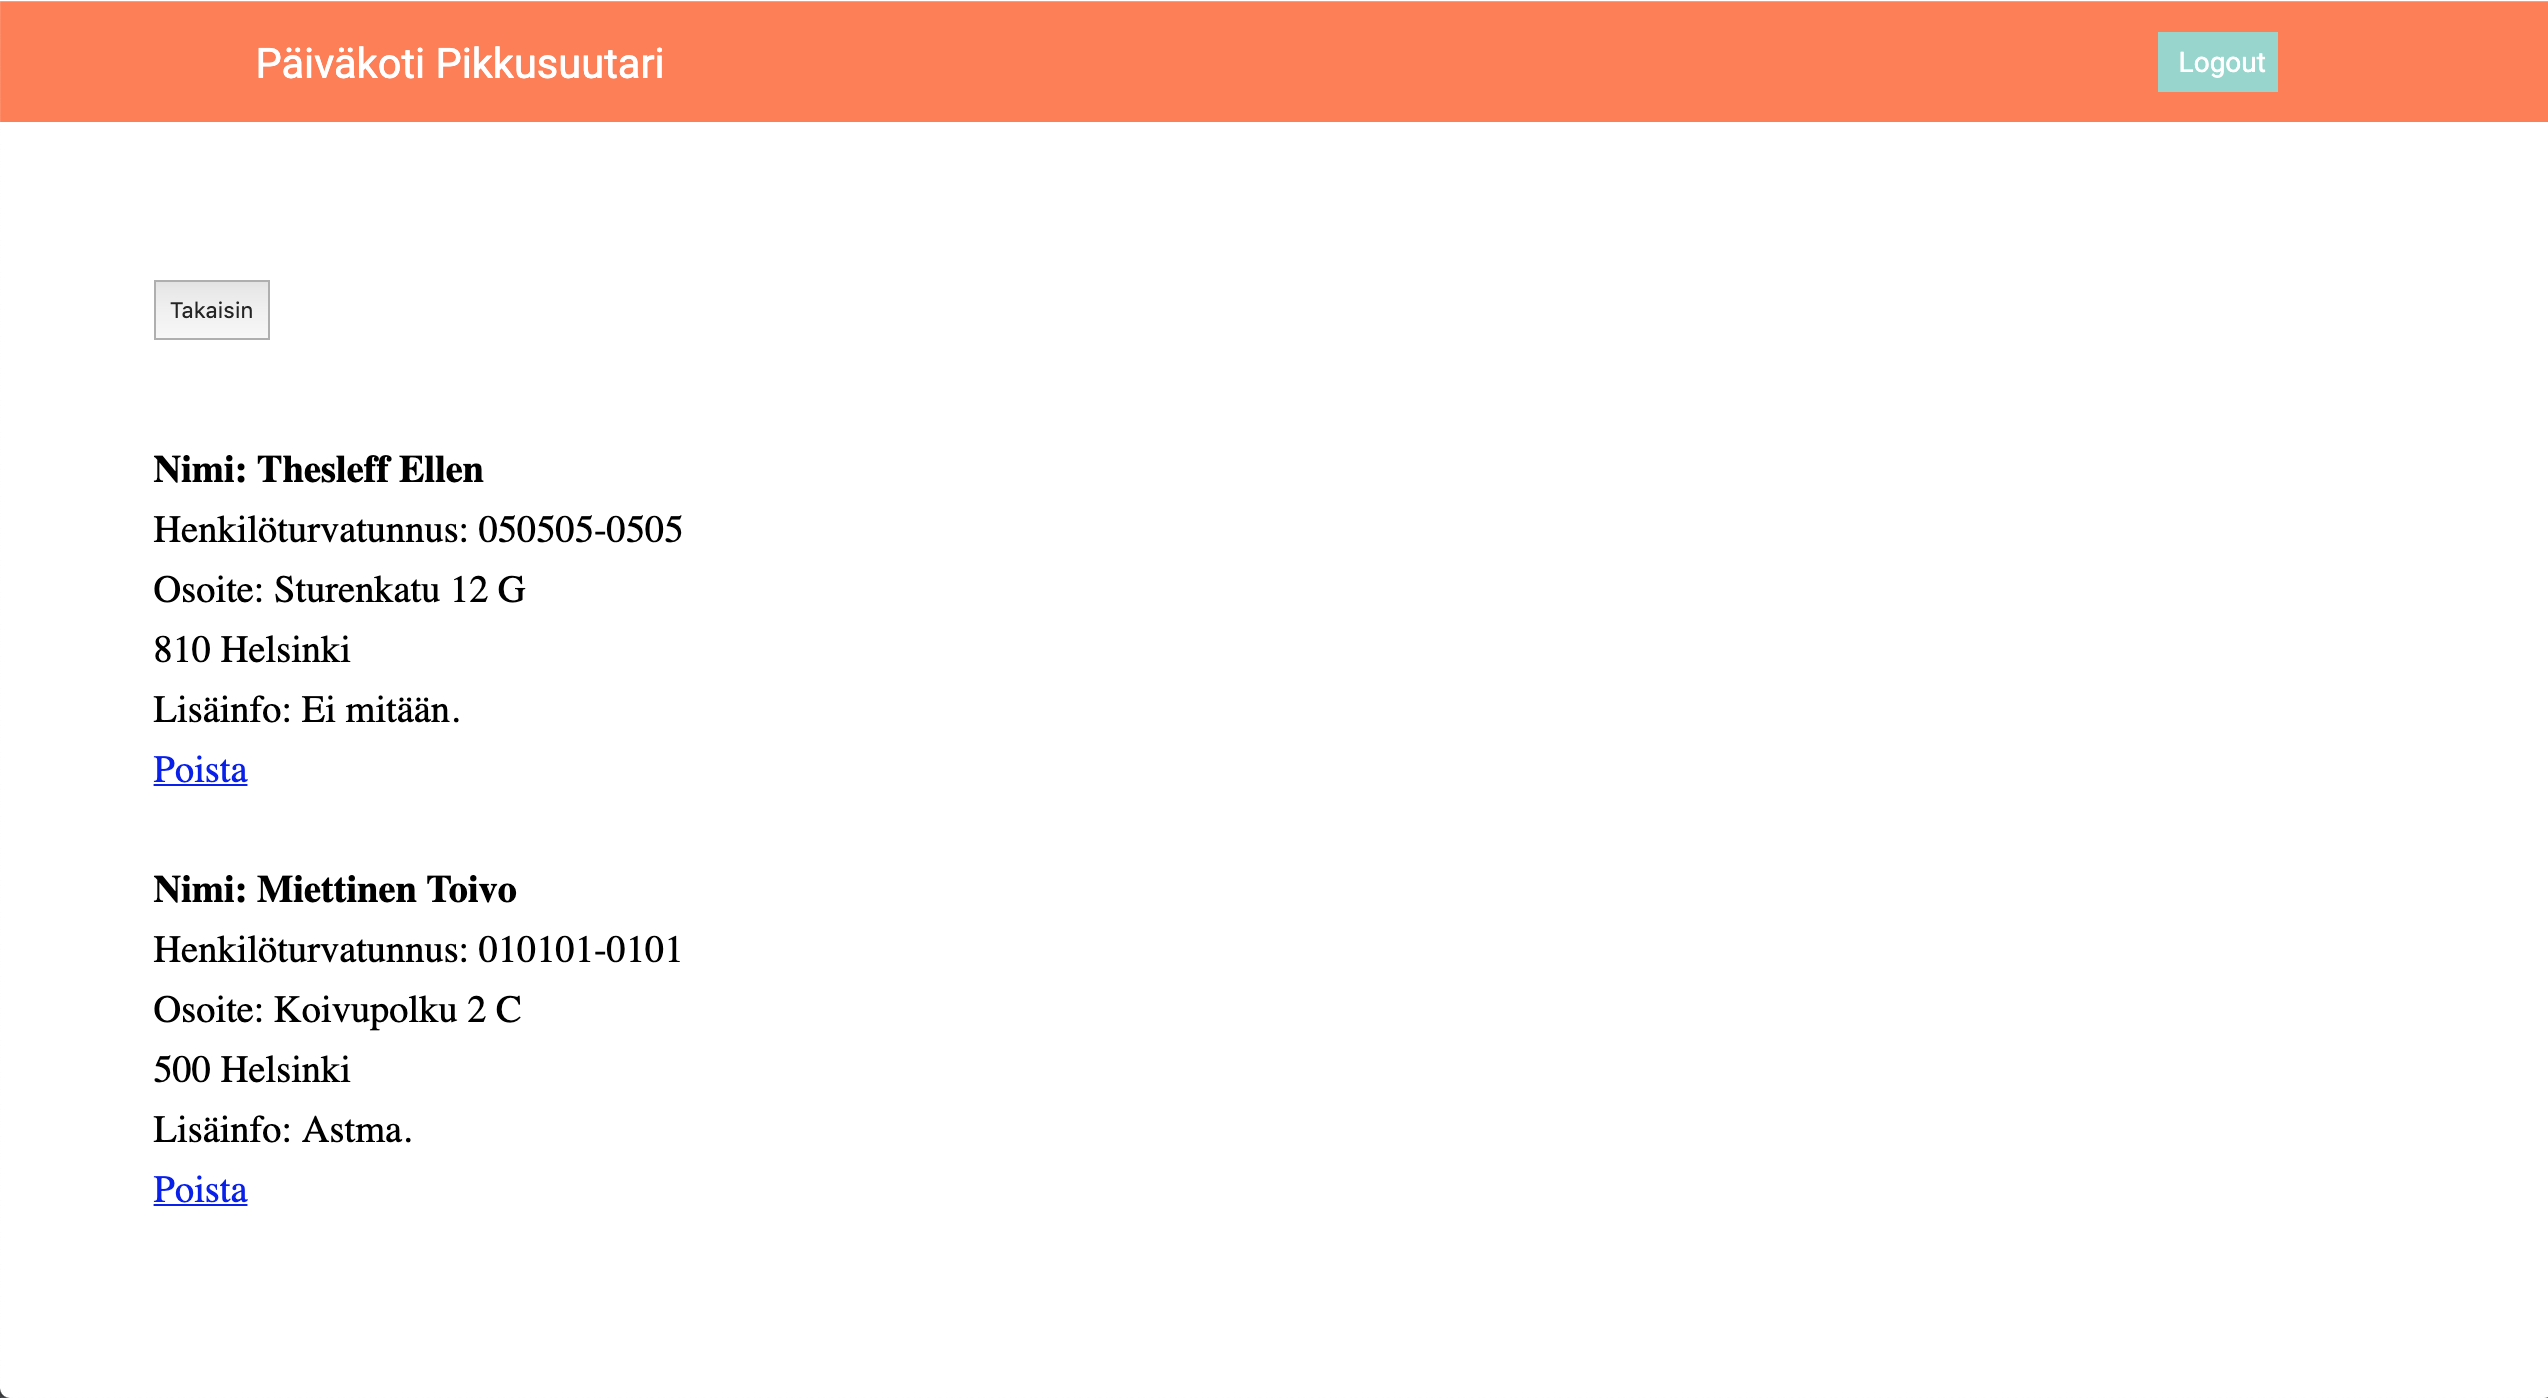 Päiväkoti Pikkusuutari
Logout
Takaisin
Nimi: Thesleff Ellen
Henkilöturvatunnus: 050505-0505
Osoite: Sturenkatu 12 G
810 Helsinki
Lisäinfo: Ei mitään.
Poista
Nimi: Miettinen Toivo
Henkilöturvatunnus: 010101-0101
Osoite: Koivupolku 2 C
500 Helsinki
Lisäinfo: Astma.
Poista